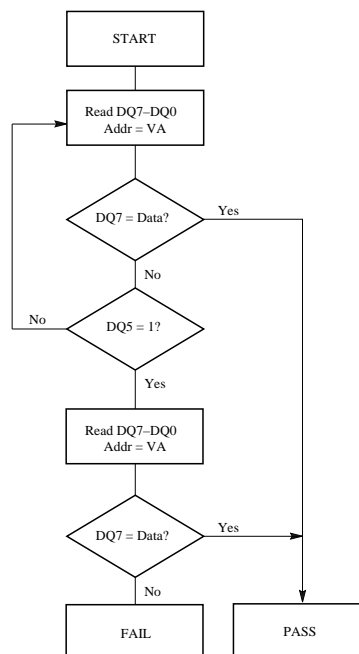 START
Read DQ7–DQ0
Addr = VA
DQ7 = Data?
Yes
No
No
DQ5 = 1?
Yes
Read DQ7–DQ0
Addr = VA
DQ7 = Data?
Yes
No
FAIL
PASS